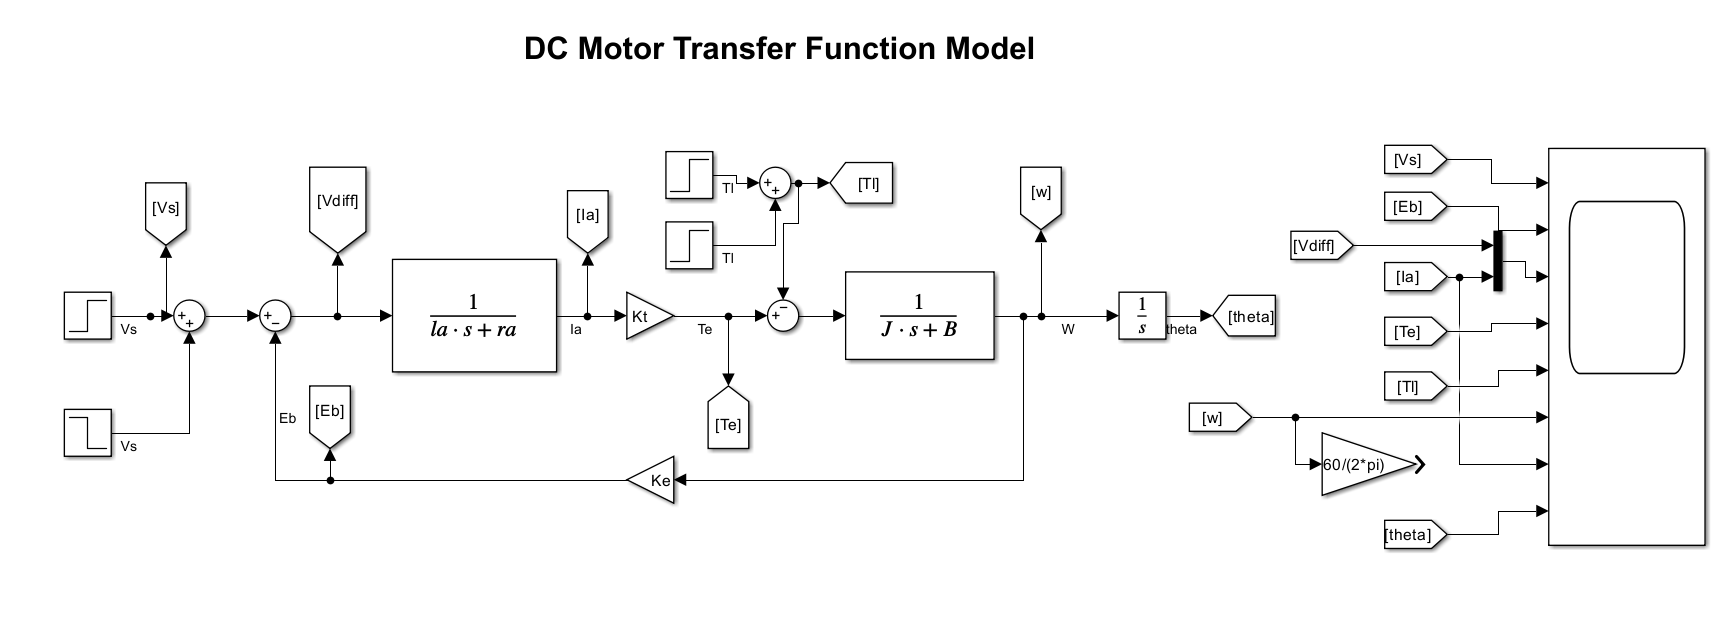 DC Motor Transfer Function Model
[Vs]
[Vdiff]
[Ia]
Tl
Tl
[Tl]
[w]
Vs
+
+
+
−
1
la · s + ra
Ia
Kt
Te
−
+
+
+
1
J · s + B
W
1
s
theta
[theta]
Vs
Eb
[Eb]
[Te]
Ke
[Vs]
[Eb]
[Vdiff]
[Ia]
[Te]
[Tl]
[w]
60/(2*pi)
[theta]